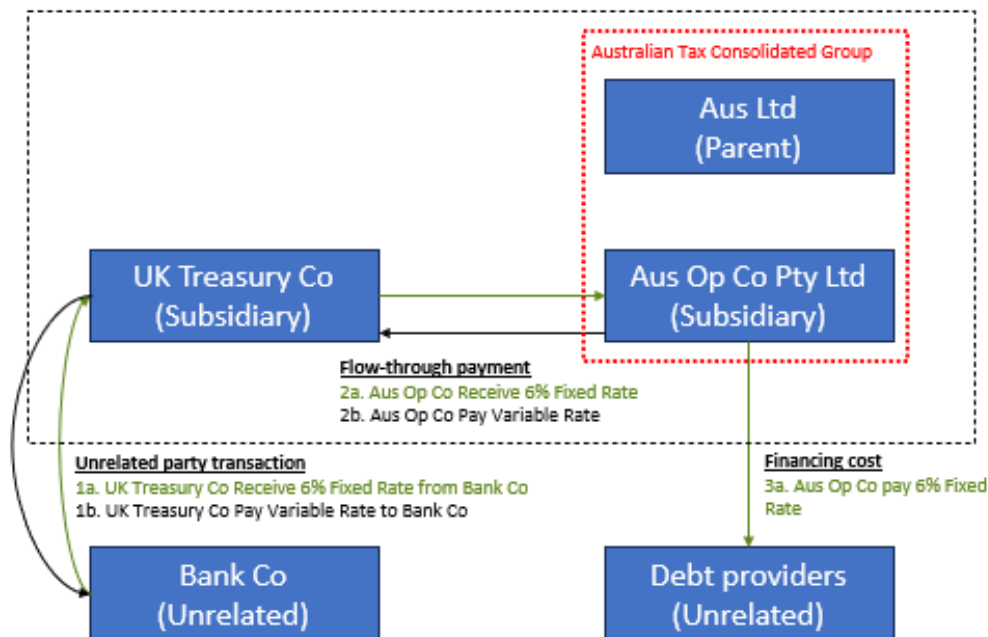 Australian Tax Consolidated Group
Aus Ltd
(Parent)
UK Treasury Co
(Subsidiary)
Aus Op Co Pty Ltd
(Subsidiary)
Flow-through payment
2a. Aus Op Co Receive 6% Fixed Rate
2b. Aus Op Co Pay Variable Rate
Unrelated party transaction
1a. UK Treasury Co Receive 6% Fixed Rate from Bank Co
1b. UK Treasury Co Pay Variable Rate to Bank Co
Financing cost
3a. Aus Op Co pay 6% Fixed
Rate
Bank Co
(Unrelated)
Debt providers
(Unrelated)